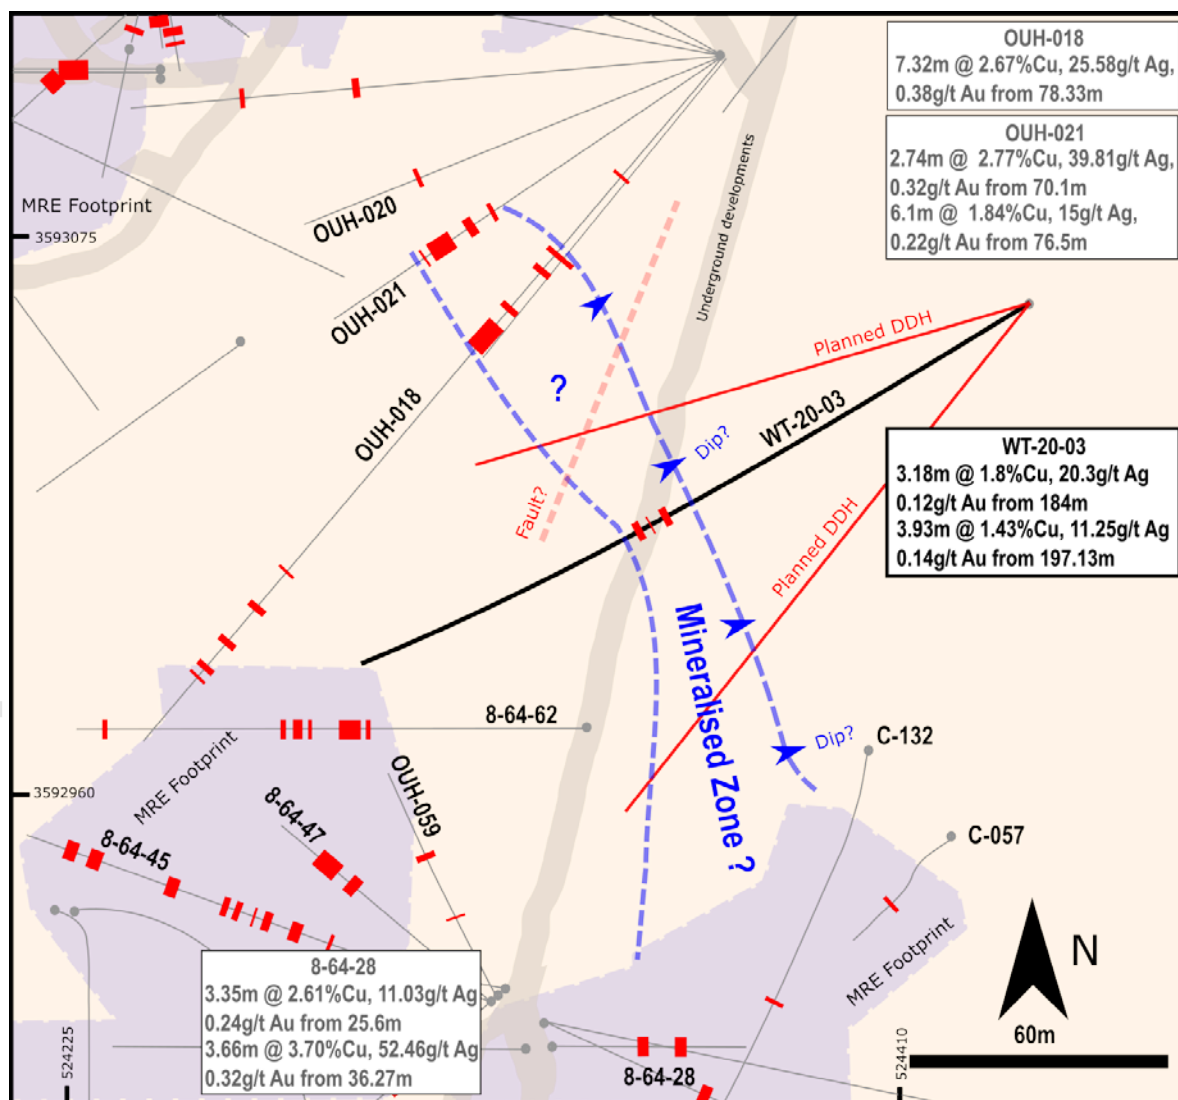 OUH-018
7.32m @ 2.67%Cu, 25.58g/t Ag,
0.38g/t Au from 78.33m
OUH-021
2.74m @ 2.77%Cu, 39.81g/t Ag,
0.32g/t Au from 70.1m
6.1m @ 1.84%Cu, 15g/t Ag,
0.22g/t Au from 76.5m
MRE Footprint
3593075
OUH-020
OUH-021
OUH-018
Underground developments
Planned DDH
WT-20-03
?
Dip?
Fault?
Planned DDH
WT-20-03
3.18m @ 1.8%Cu, 20.3g/t Ag
0.12g/t Au from 184m
3.93m @ 1.43%Cu, 11.25g/t Ag
0.14g/t Au from 197.13m
Mineralised Zone ?
8-64-62
Dip?
C-132
MRE Footprint
OUH-059
3592960
8-64-47
8-64-45
C-057
MRE Footprint
N
8-64-28
3.35m @ 2.61%Cu, 11.03g/t Ag
0.24g/t Au from 25.6m
3.66m @ 3.70%Cu, 52.46g/t Ag
0.32g/t Au from 36.27m
60m
8-64-28
524225
524410